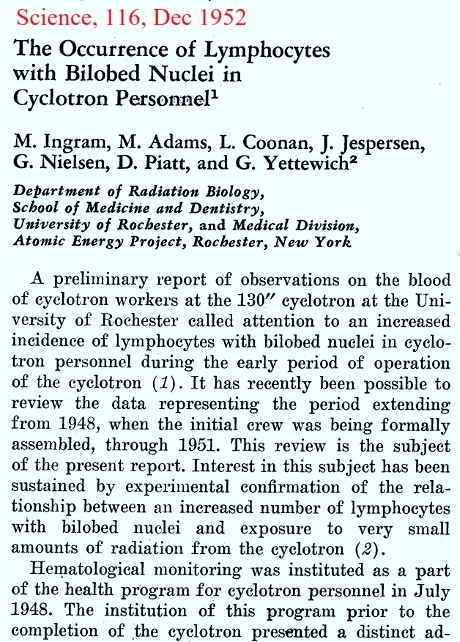 Science, 116, Dec 1952
The Occurrence of Lymphocytes
with Bilobed Nuclei in
Cyclotron Personnel¹
M. Ingram, M. Adams, L. Coonan, J. Jespersen,
G. Nielsen, D. Piatt, and G. Yettewich²
Department of Radiation Biology,
School of Medicine and Dentistry,
University of Rochester, and Medical Division,
Atomic Energy Project, Rochester, New York
A preliminary report of observations on the blood
of cyclotron workers at the 130″ cyclotron at the Uni-
versity of Rochester called attention to an increased
incidence of lymphocytes with bilobed nuclei in cyclo-
tron personnel during the early period of operation
of the cyclotron (1). It has recently been possible to
review the data representing the period extending
from 1948, when the initial crew was being formally
assembled, through 1951. This review is the subject
of the present report. Interest in this subject has been
sustained by experimental confirmation of the rela-
tionship between an increased number of lymphocytes
with bilobed nuclei and exposure to very small
amounts of radiation from the cyclotron (2).
Hematological monitoring was instituted as a part
of the health program for cyclotron personnel in July
1948. The institution of this program prior to the
completion of the cyclotron presented a distinct ad-